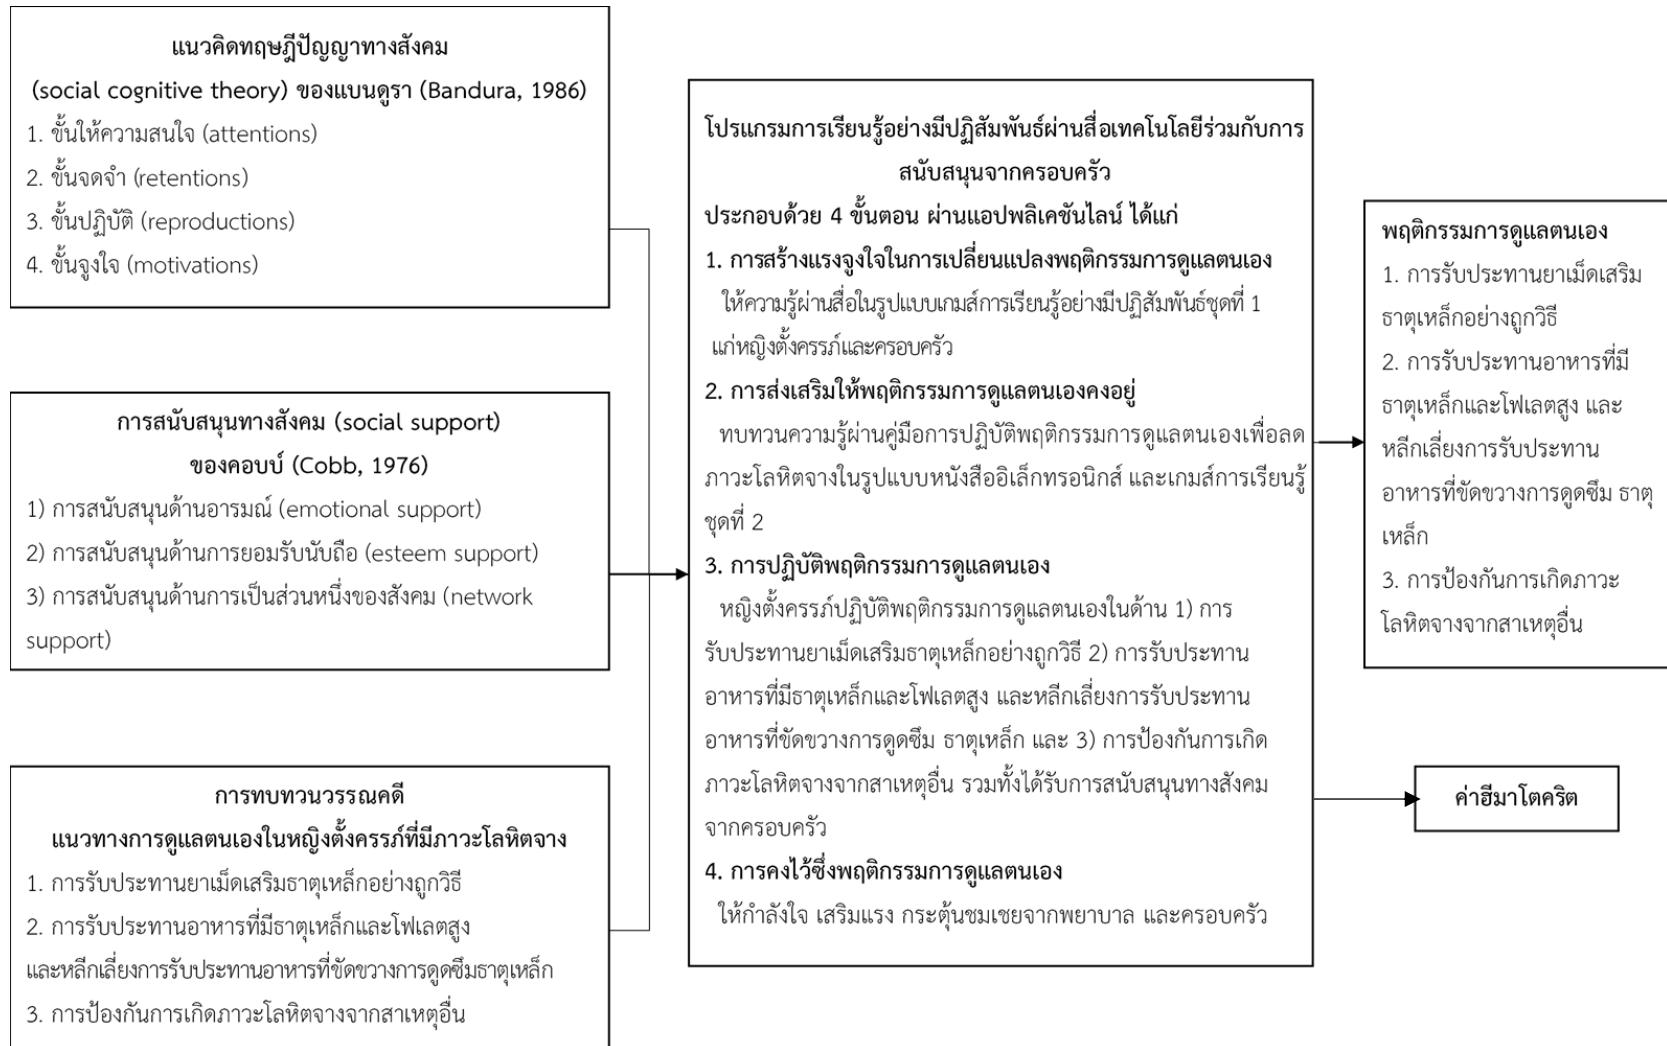 แนวคิดทฤษฎีปัญญาทางสังคม
(social cognitive theory) ของแบนดูรา (Bandura, 1986)
1. ขั้นให้ความสนใจ (attentions)
2. ขั้นจดจำ (retentions)
3. ขั้นปฏิบัติ (reproductions)
4. ขั้นจูงใจ (motivations)
การสนับสนุนทางสังคม (social support)
ของคอบบ์ (Cobb, 1976)
1) การสนับสนุนด้านอารมณ์ (emotional support)
2) การสนับสนุนด้านการยอมรับนับถือ (esteem support)
3) การสนับสนุนด้านการเป็นส่วนหนึ่งของสังคม (network
support)
การทบทวนวรรณคดี
แนวทางการดูแลตนเองในหญิงตั้งครรภ์ที่มีภาวะโลหิตจาง
1. การรับประทานยาเม็ดเสริมธาตุเหล็กอย่างถูกวิธี
2. การรับประทานอาหารที่มีธาตุเหล็กและโฟเลตสูง
และหลีกเลี่ยงการรับประทานอาหารที่ขัดขวางการดูดซึมธาตุเหล็ก
3. การป้องกันการเกิดภาวะโลหิตจางจากสาเหตุอื่น
โปรแกรมการเรียนรู้อย่างมีปฏิสัมพันธ์ผ่านสื่อเทคโนโลยีร่วมกับการ
สนับสนุนจากครอบครัว
ประกอบด้วย 4 ขั้นตอน ผ่านแอปพลิเคชันไลน์ ได้แก่
1. การสร้างแรงจูงใจในการเปลี่ยนแปลงพฤติกรรมการดูแลตนเอง
ให้ความรู้ผ่านสื่อในรูปแบบเกมส์การเรียนรู้อย่างมีปฏิสัมพันธ์ชุดที่ 1
แก่หญิงตั้งครรภ์และครอบครัว
2. การส่งเสริมให้พฤติกรรมการดูแลตนเองคงอยู่
ทบทวนความรู้ผ่านคู่มือการปฏิบัติพฤติกรรมการดูแลตนเองเพื่อลด
ภาวะโลหิตจางในรูปแบบหนังสืออิเล็กทรอนิกส์ และเกมส์การเรียนรู้
ชุดที่ 2
3. การปฏิบัติพฤติกรรมการดูแลตนเอง
หญิงตั้งครรภ์ปฏิบัติพฤติกรรมการดูแลตนเองในด้าน 1) การ
รับประทานยาเม็ดเสริมธาตุเหล็กอย่างถูกวิธี 2) การรับประทาน
อาหารที่มีธาตุเหล็กและโฟเลตสูง และหลีกเลี่ยงการรับประทาน
อาหารที่ขัดขวางการดูดซึม ธาตุเหล็ก และ 3) การป้องกันการเกิด
ภาวะโลหิตจางจากสาเหตุอื่น รวมทั้งได้รับการสนับสนุนทางสังคม
จากครอบครัว
4. การคงไว้ซึ่งพฤติกรรมการดูแลตนเอง
ให้กำลังใจ เสริมแรง กระตุ้นชมเชยจากพยาบาล และครอบครัว
พฤติกรรมการดูแลตนเอง
1. การรับประทานยาเม็ดเสริม
ธาตุเหล็กอย่างถูกวิธี
2. การรับประทานอาหารที่มี
ธาตุเหล็กและโฟเลตสูง และ
หลีกเลี่ยงการรับประทาน
อาหารที่ขัดขวางการดูดซึม ธาตุ
เหล็ก
3. การป้องกันการเกิดภาวะ
โลหิตจางจากสาเหตุอื่น
ค่าฮีมาโตคริต